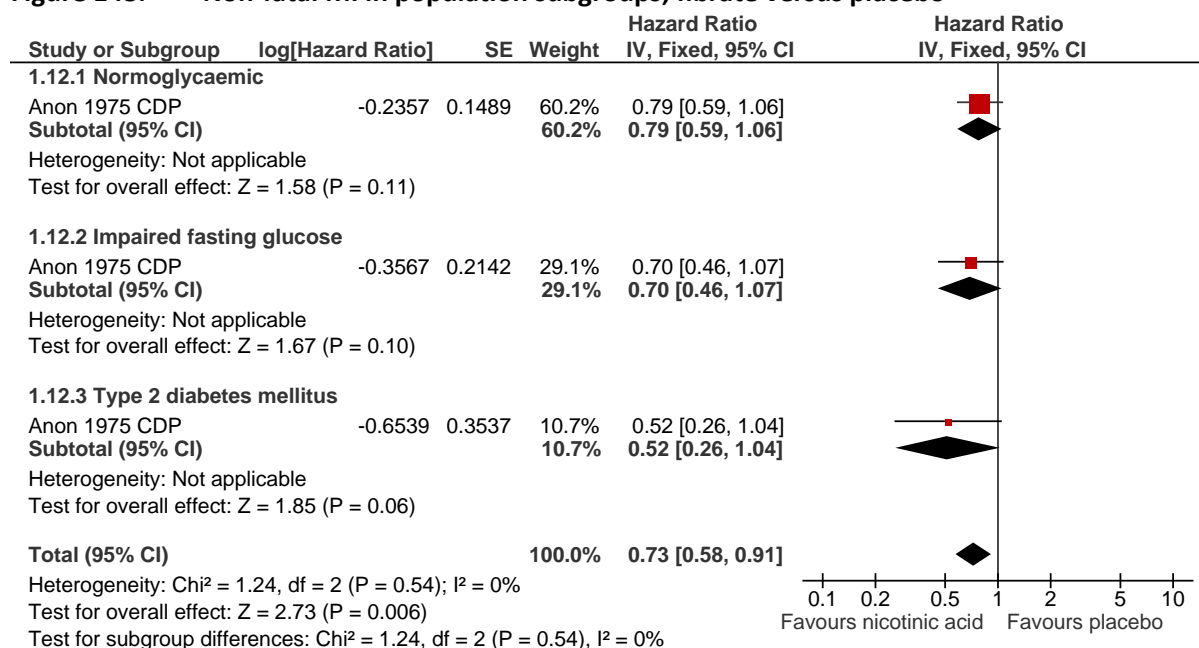 Non fatal MI in population subgroups, fibrate versus placebo
Hazard Ratio Hazard Ratio
Study or Subgroup log[Hazard Ratio] SE Weight IV, Fixed, 95% CI IV, Fixed, 95% CI
1.12.1 Normoglycaemic
Anon 1975 CDP -0.2357 0.1489 60.2% 0.79 [0.59, 1.06]
Subtotal (95% CI) 60.2% 0.79 [0.59, 1.06]
Heterogeneity: Not applicable
Test for overall effect: Z = 1.58 (P = 0.11)
1.12.2 Impaired fasting glucose
Anon 1975 CDP -0.3567 0.2142 29.1% 0.70 [0.46, 1.07]
Subtotal (95% CI) 29.1% 0.70 [0.46, 1.07]
Heterogeneity: Not applicable
Test for overall effect: Z = 1.67 (P = 0.10)
1.12.3 Type 2 diabetes mellitus
Anon 1975 CDP -0.6539 0.3537 10.7% 0.52 [0.26, 1.04]
Subtotal (95% CI) 10.7% 0.52 [0.26, 1.04]
Heterogeneity: Not applicable
Test for overall effect: Z = 1.85 (P = 0.06)
Total (95% CI) 100.0% 0.73 [0.58, 0.91]
Heterogeneity: Chi² = 1.24, df = 2 (P = 0.54); I² = 0%
Test for overall effect: Z = 2.73 (P = 0.006)
Test for subgroup differences: Chi² = 1.24, df = 2 (P = 0.54), I² = 0%
0.1 0.2 0.5 1 2 5 10
Favours nicotinic acid Favours placebo